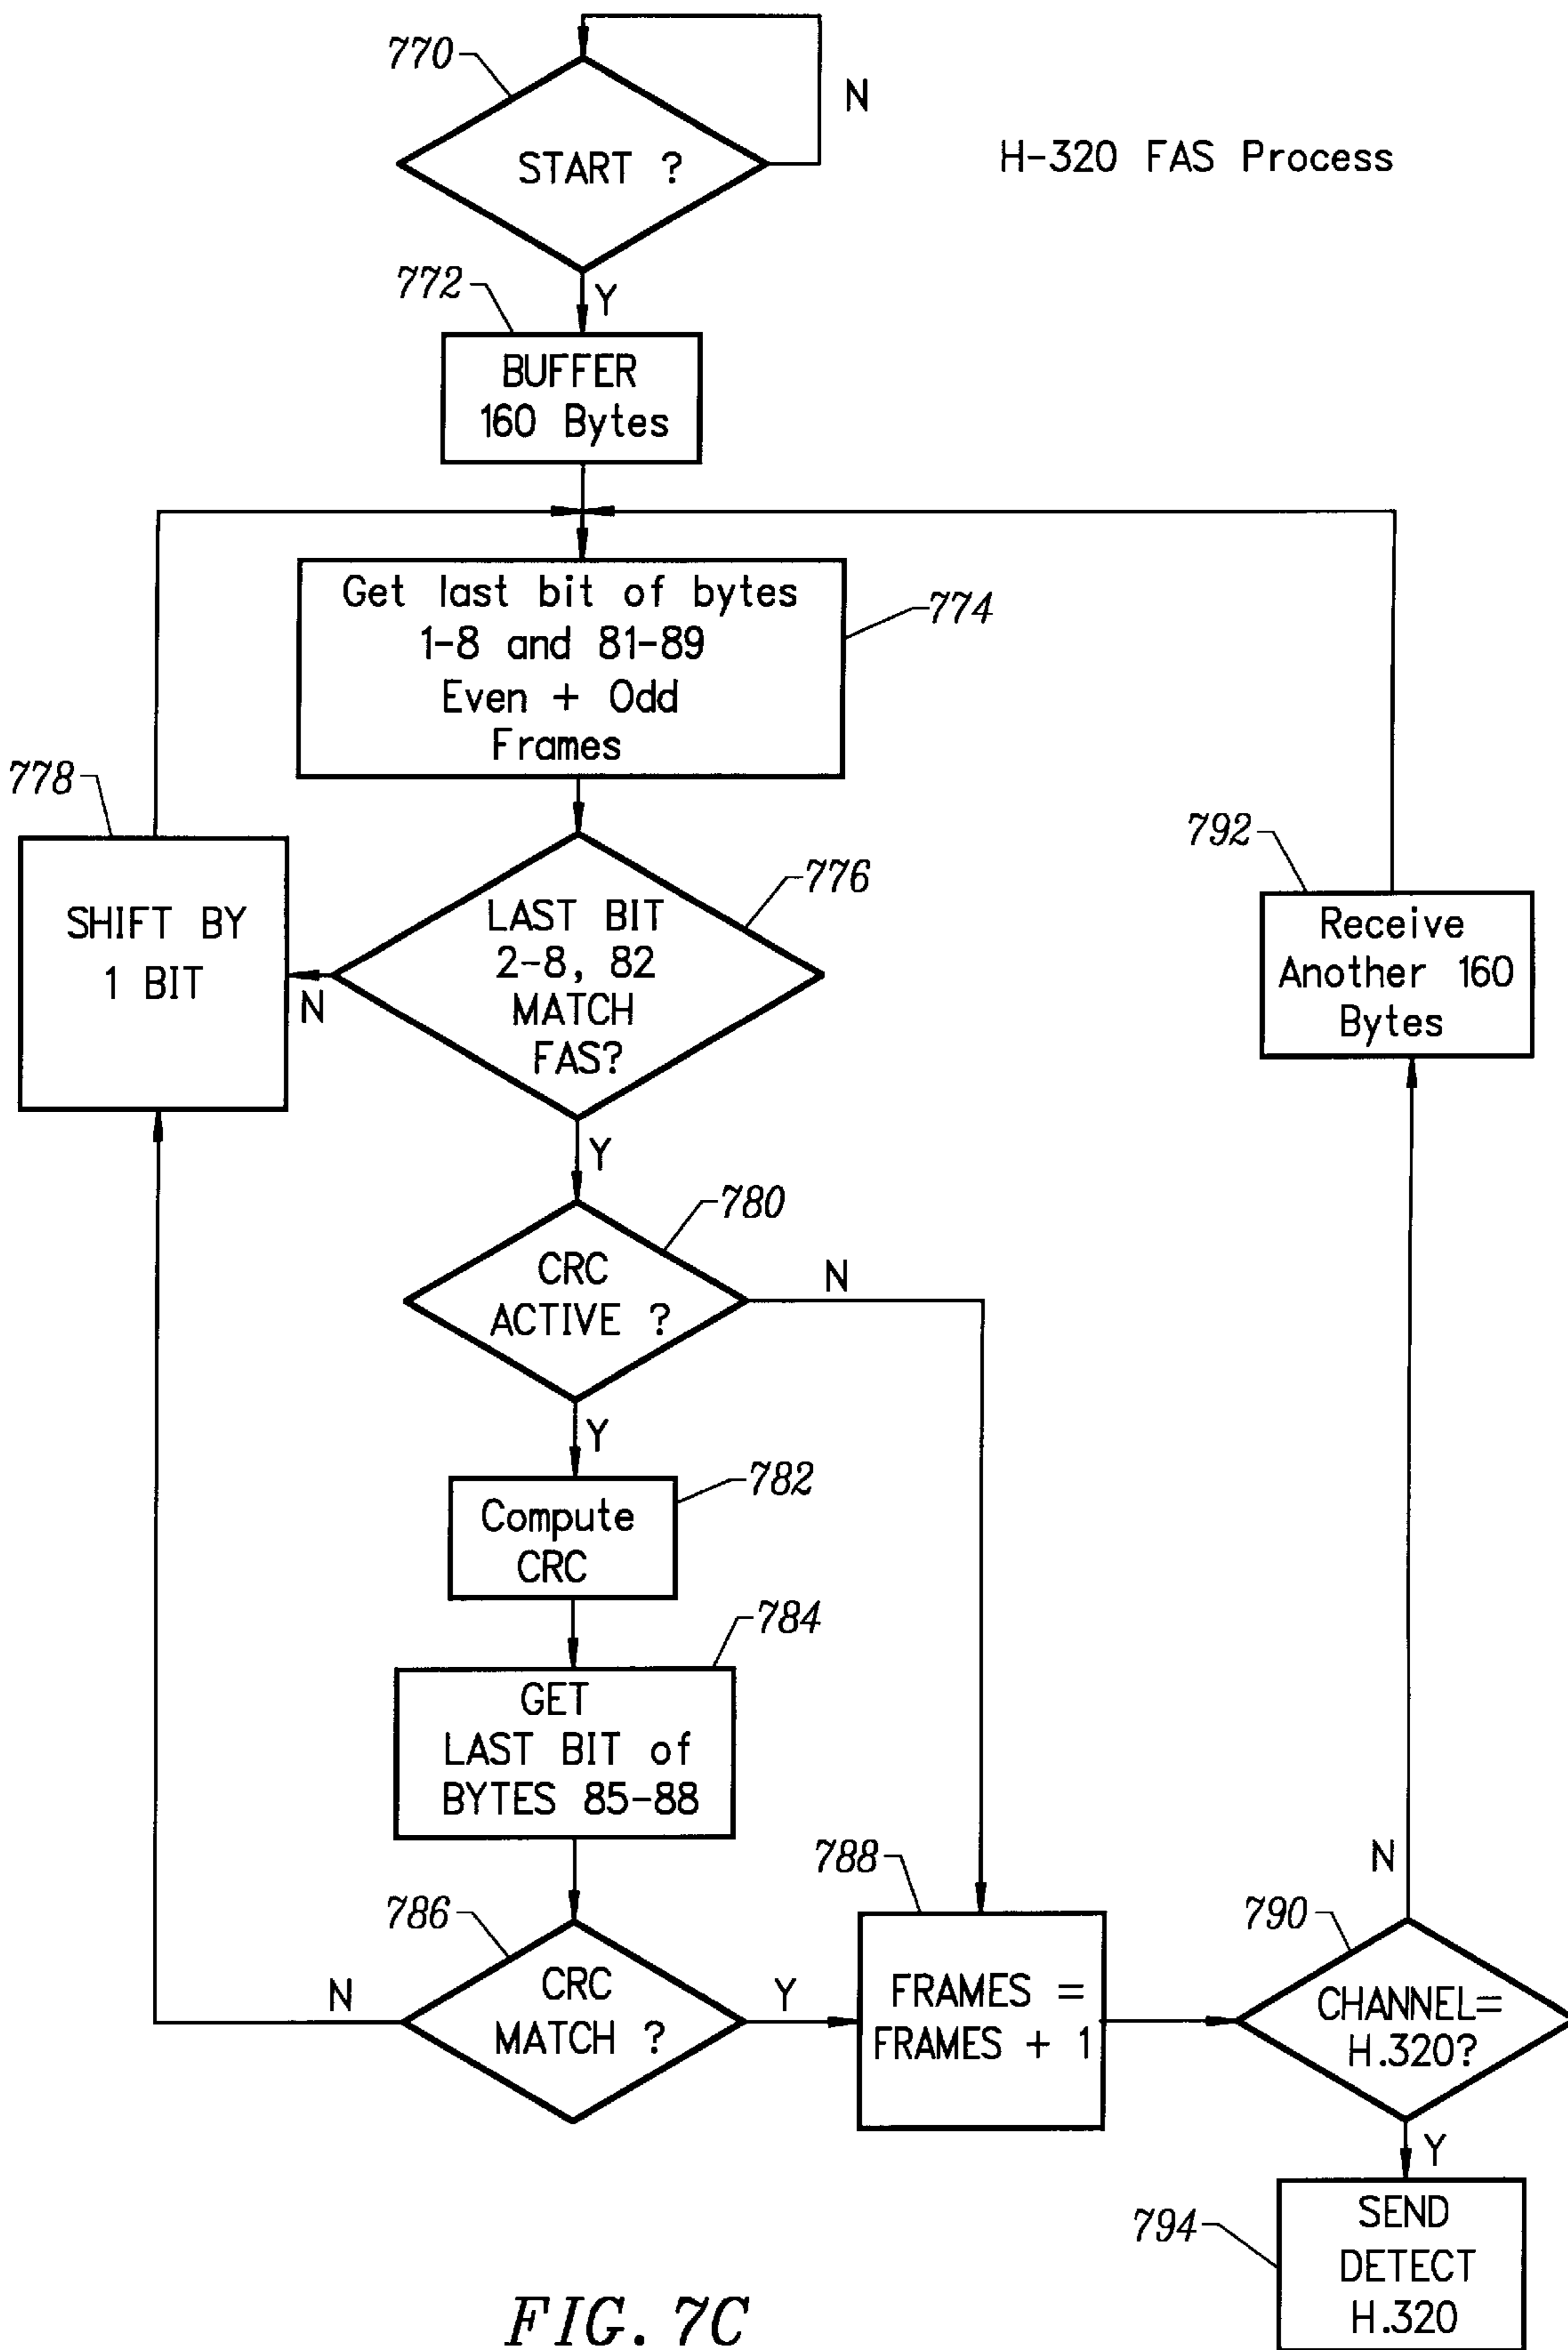 770
N
START ?
H-320 FAS Process
772
Y
BUFFER
160 Bytes
Get last bit of bytes
1-8 and 81-89
Even + Odd
Frames
774
778
SHIFT BY
1 BIT
776
LAST BIT
2-8, 82
MATCH
FAS?
N
792
Receive
Another 160
Bytes
Y
780
CRC
ACTIVE ?
N
Y
782
Compute
CRC
784
GET
LAST BIT of
BYTES 85-88
786
CRC
MATCH ?
N
Y
788
FRAMES =
FRAMES + 1
N
790
CHANNEL=
H.320?
Y
794
SEND
DETECT
H.320
FIG. 7C